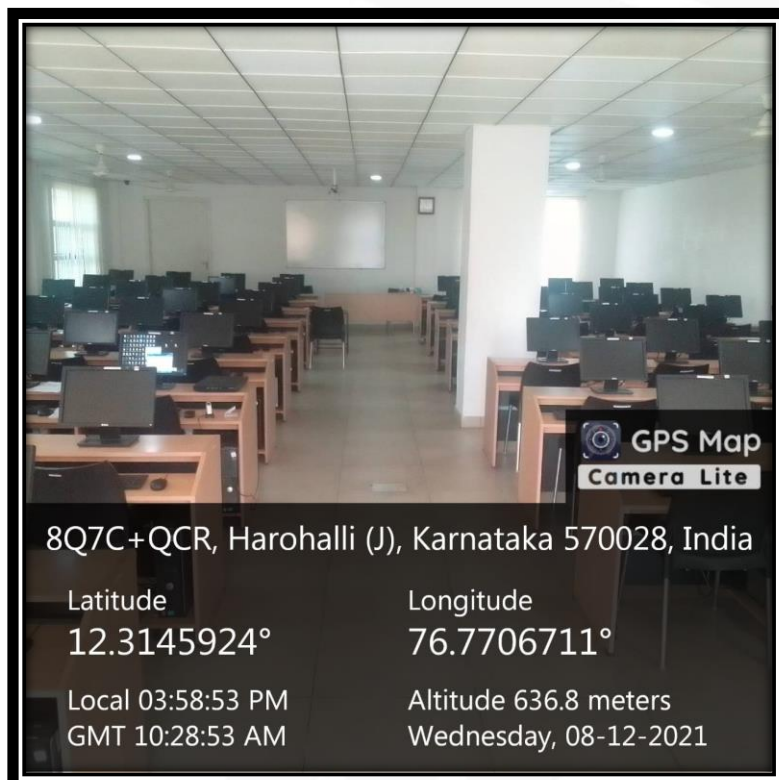 GPS Map
Camera Lite
8Q7C+QCR, Harohalli (J), Karnataka 570028, India
Latitude
12.3145924°
Longitude
76.7706711°
Local 03:58:53 PM
GMT 10:28:53 AM
Altitude 636.8 meters
Wednesday, 08-12-2021